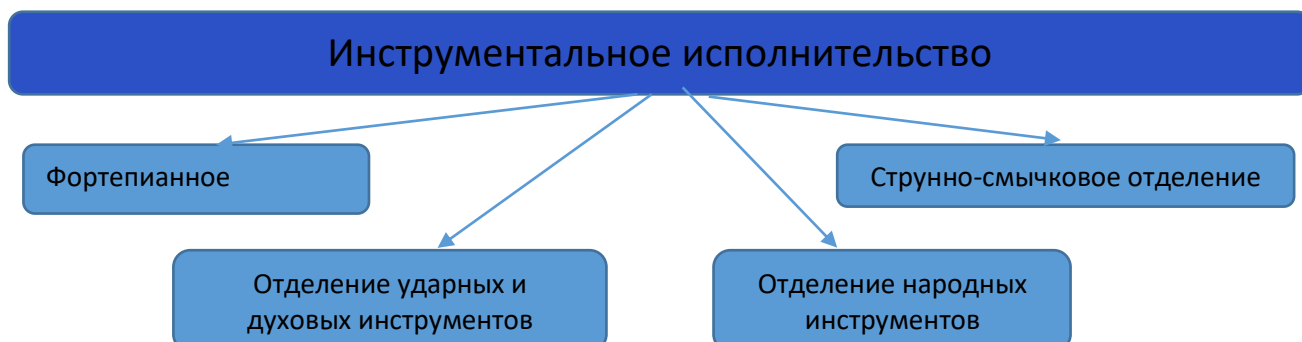 Инструментальное исполнительство
Фортепианное
Струнно-смычковое отделение
Отделение ударных и
духовых инструментов
Отделение народных
инструментов